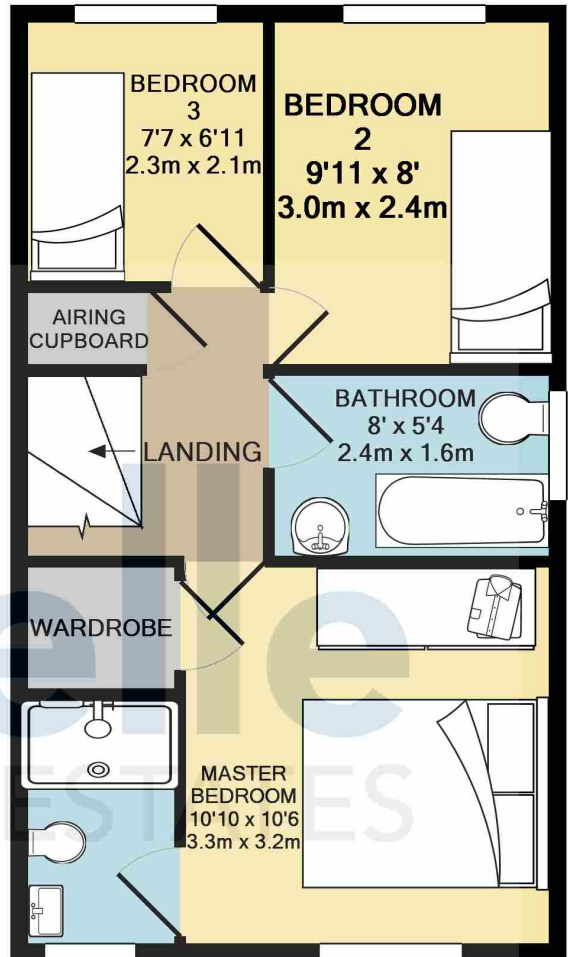 BEDROOM
3
7'7 x 6'11
2.3m x 2.1m
BEDROOM
2
9'11 x 8'
3.0m x 2.4m
AIRING
CUPBOARD
LANDING
BATHROOM
8' x 5'4
2.4m x 1.6m
WARDROBE
MASTER
BEDROOM
10'10 x 10'6
3.3m x 3.2m
elle
ESTATES